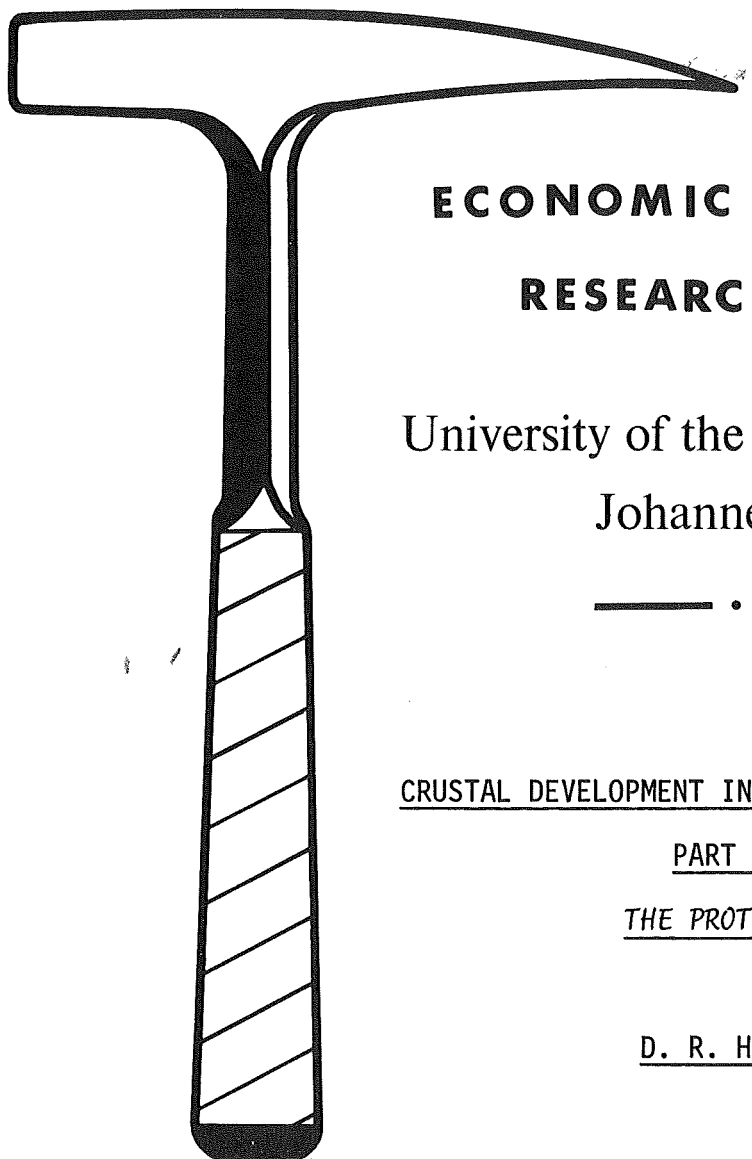 ECONOMIC
RESEARC
University of the
Johanne
CRUSTAL DEVELOPMENT IN
PART
THE PROT
D. R. H